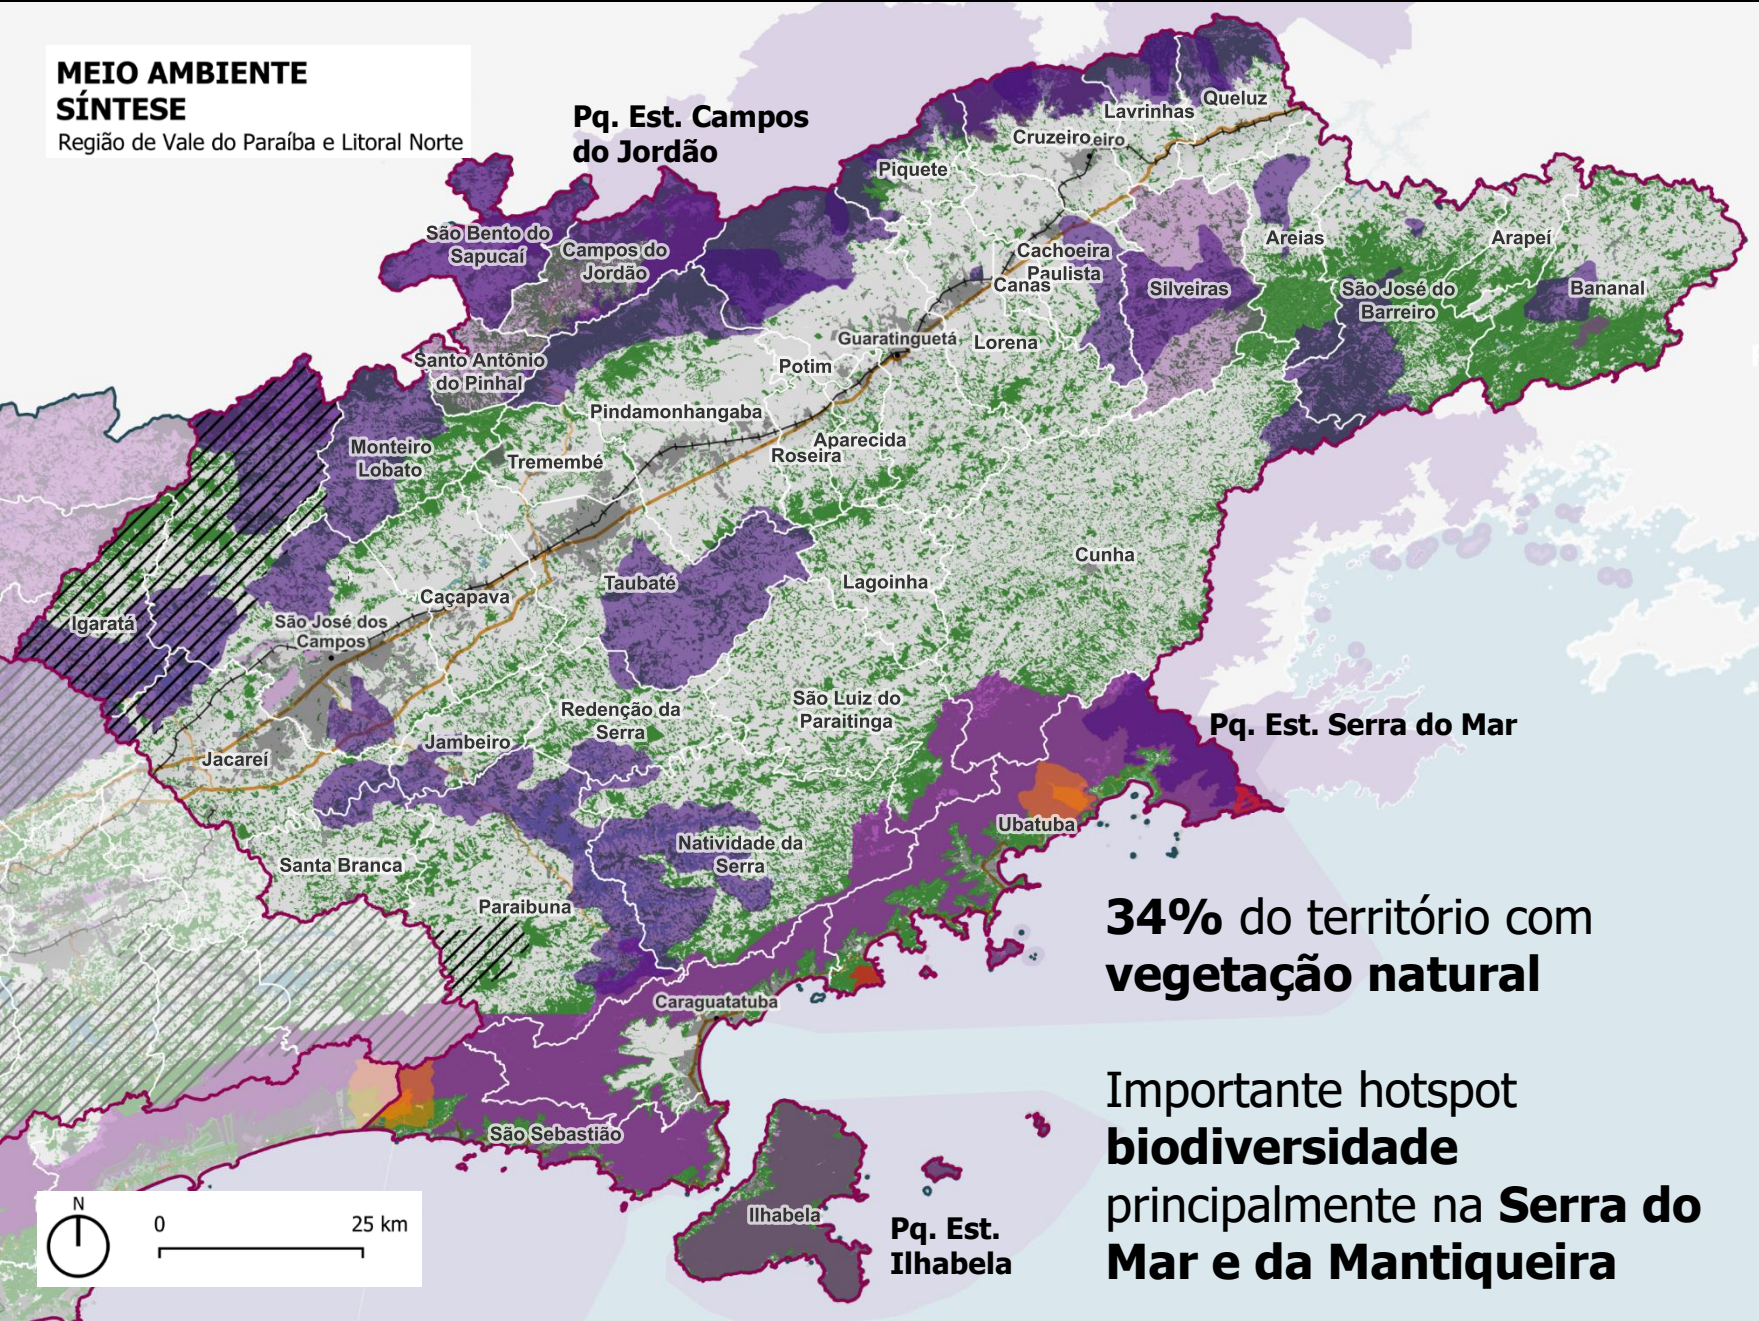 MEIO AMBIENTE
SÍNTESE
Região de Vale do Paraíba e Litoral Norte
Pq. Est. Campos
do Jordão
Queluz
Lavrinhas
Cruzeiro
eiro
Piquete
São Bento do
Sapucaí
Campos do
Jordão
Cachoeira
Paulista
Canas
Silveiras
Areias
Arapeí
São José do
Barreiro
Bananal
Guaratinguetá
Lorena
Santo Antônio
do Pinhal
Potim
Pindamonhangaba
Aparecida
Roseira
Monteiro
Lobato
Tremembé
Cunha
Taubaté
Lagoinha
Caçapava
Igaratá
São José dos
Campos
São Luiz do
Paraitinga
Redenção da
Serra
Pq. Est. Serra do Mar
Jambeiro
Jacareí
Ubatuba
Natividade da
Serra
Santa Branca
Paraibuna
34% do território com
vegetação natural
Caraguatatuba
Importante hotspot
biodiversidade
principalmente na Serra do
Mar e da Mantiqueira
São Sebastião
Ilhabela
Pq. Est.
Ilhabela
N
0 25 km